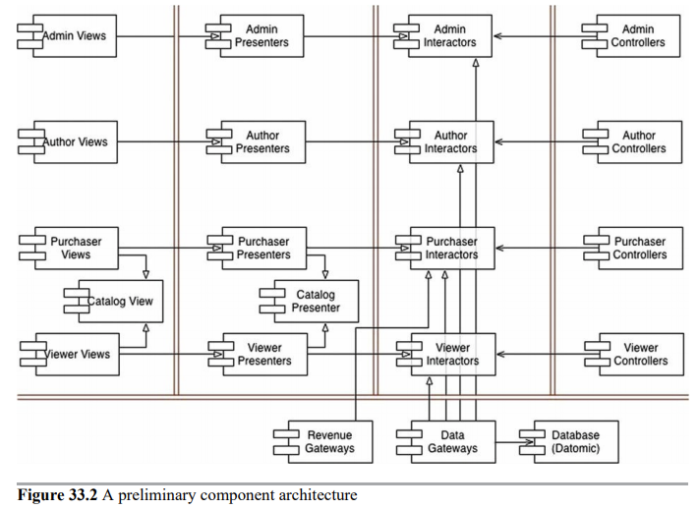 Admin Views
Admin
Presenters
Admin
Interactors
Admin
Controllers
Author Views
Author
Presenters
Author
Interactors
Author
Controllers
Purchaser
Views
Purchaser
Presenters
Purchaser
Interactors
Purchaser
Controllers
Catalog View
Catalog
Presenter
Viewer Views
Viewer
Presenters
Viewer
Interactors
Viewer
Controllers
Revenue
Gateways
Data
Gateways
Database
(Datomic)
Figure 33.2 A preliminary component architecture